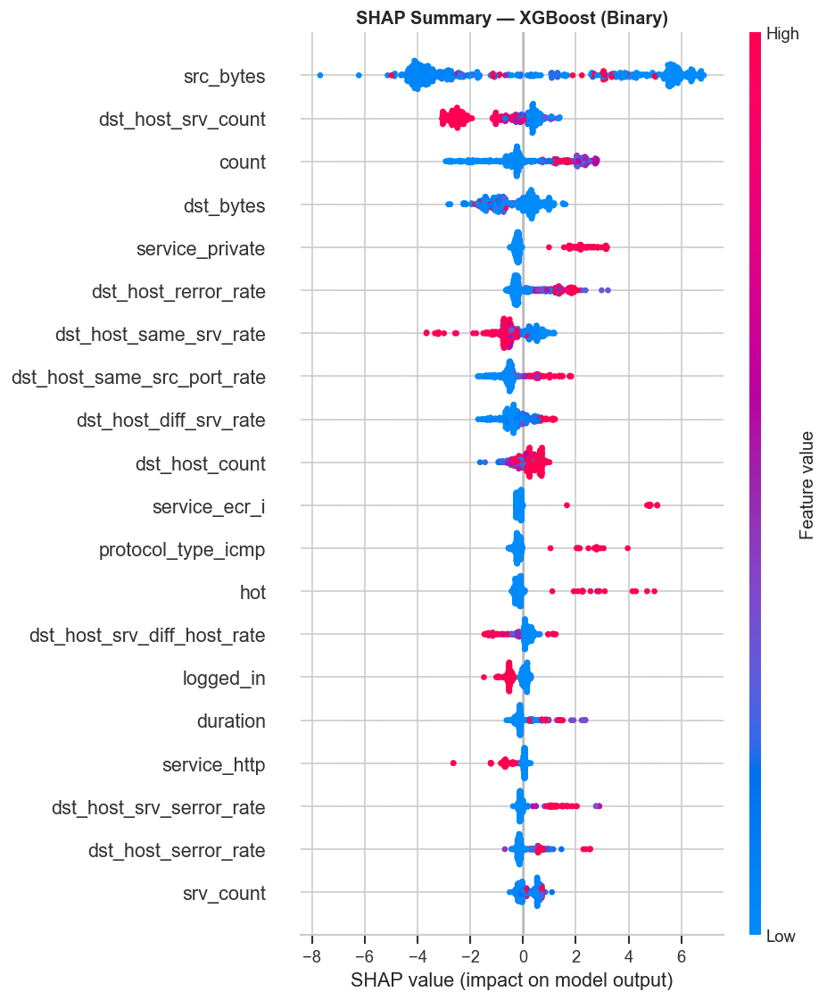 SHAP Summary — XGBoost (Binary)
High
src_bytes
dst_host_srv_count
count
dst_bytes
service_private
dst_host_rerror_rate
dst_host_same_srv_rate
dst_host_same_src_port_rate
dst_host_diff_srv_rate
dst_host_count
service_ecr_i
protocol_type_icmp
hot
dst_host_srv_diff_host_rate
logged_in
duration
service_http
dst_host_srv_serror_rate
dst_host_serror_rate
srv_count
Feature value
Low
−8 −6 −4 −2 0 2 4 6
SHAP value (impact on model output)